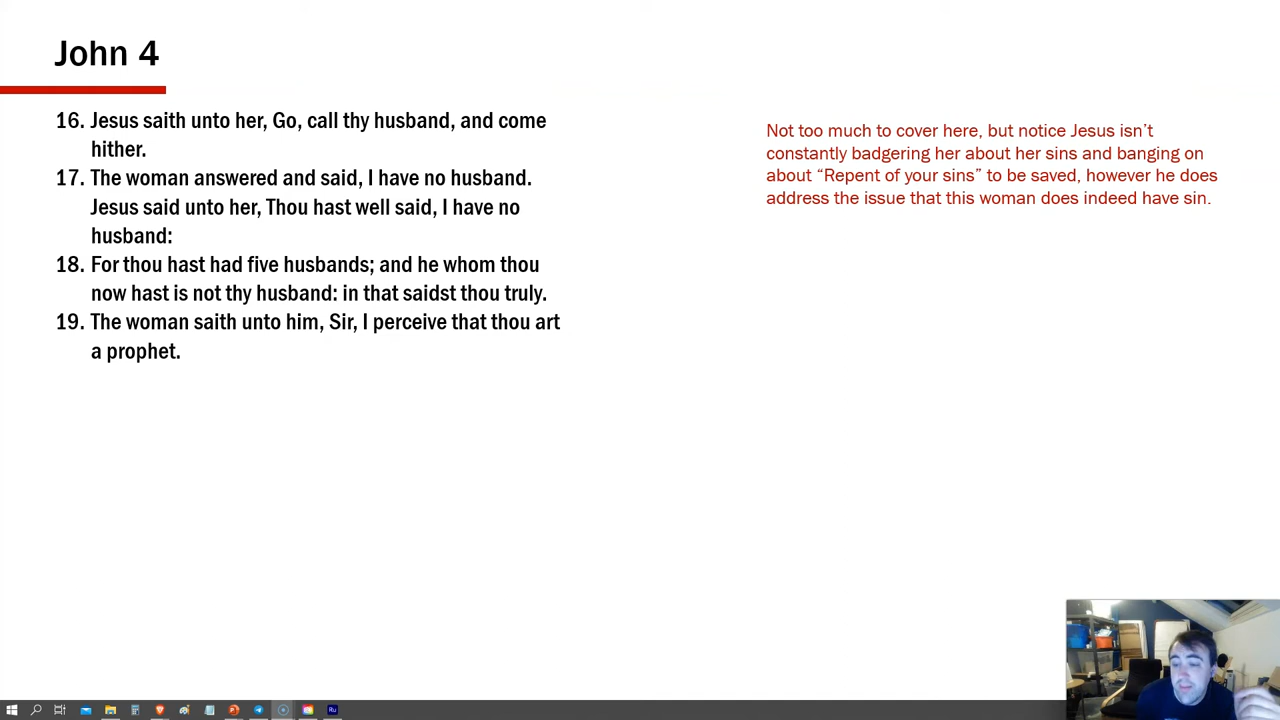 John 4
16. Jesus saith unto her, Go, call thy husband, and come
hither.
17. The woman answered and said, I have no husband.
Jesus said unto her, Thou hast well said, I have no
husband:
18. For thou hast had five husbands; and he whom thou
now hast is not thy husband: in that saidst thou truly.
19. The woman saith unto him, Sir, I perceive that thou art
a prophet.
Not too much to cover here, but notice Jesus isn’t
constantly badgering her about her sins and banging on
about “Repent of your sins” to be saved, however he does
address the issue that this woman does indeed have sin.
Ru